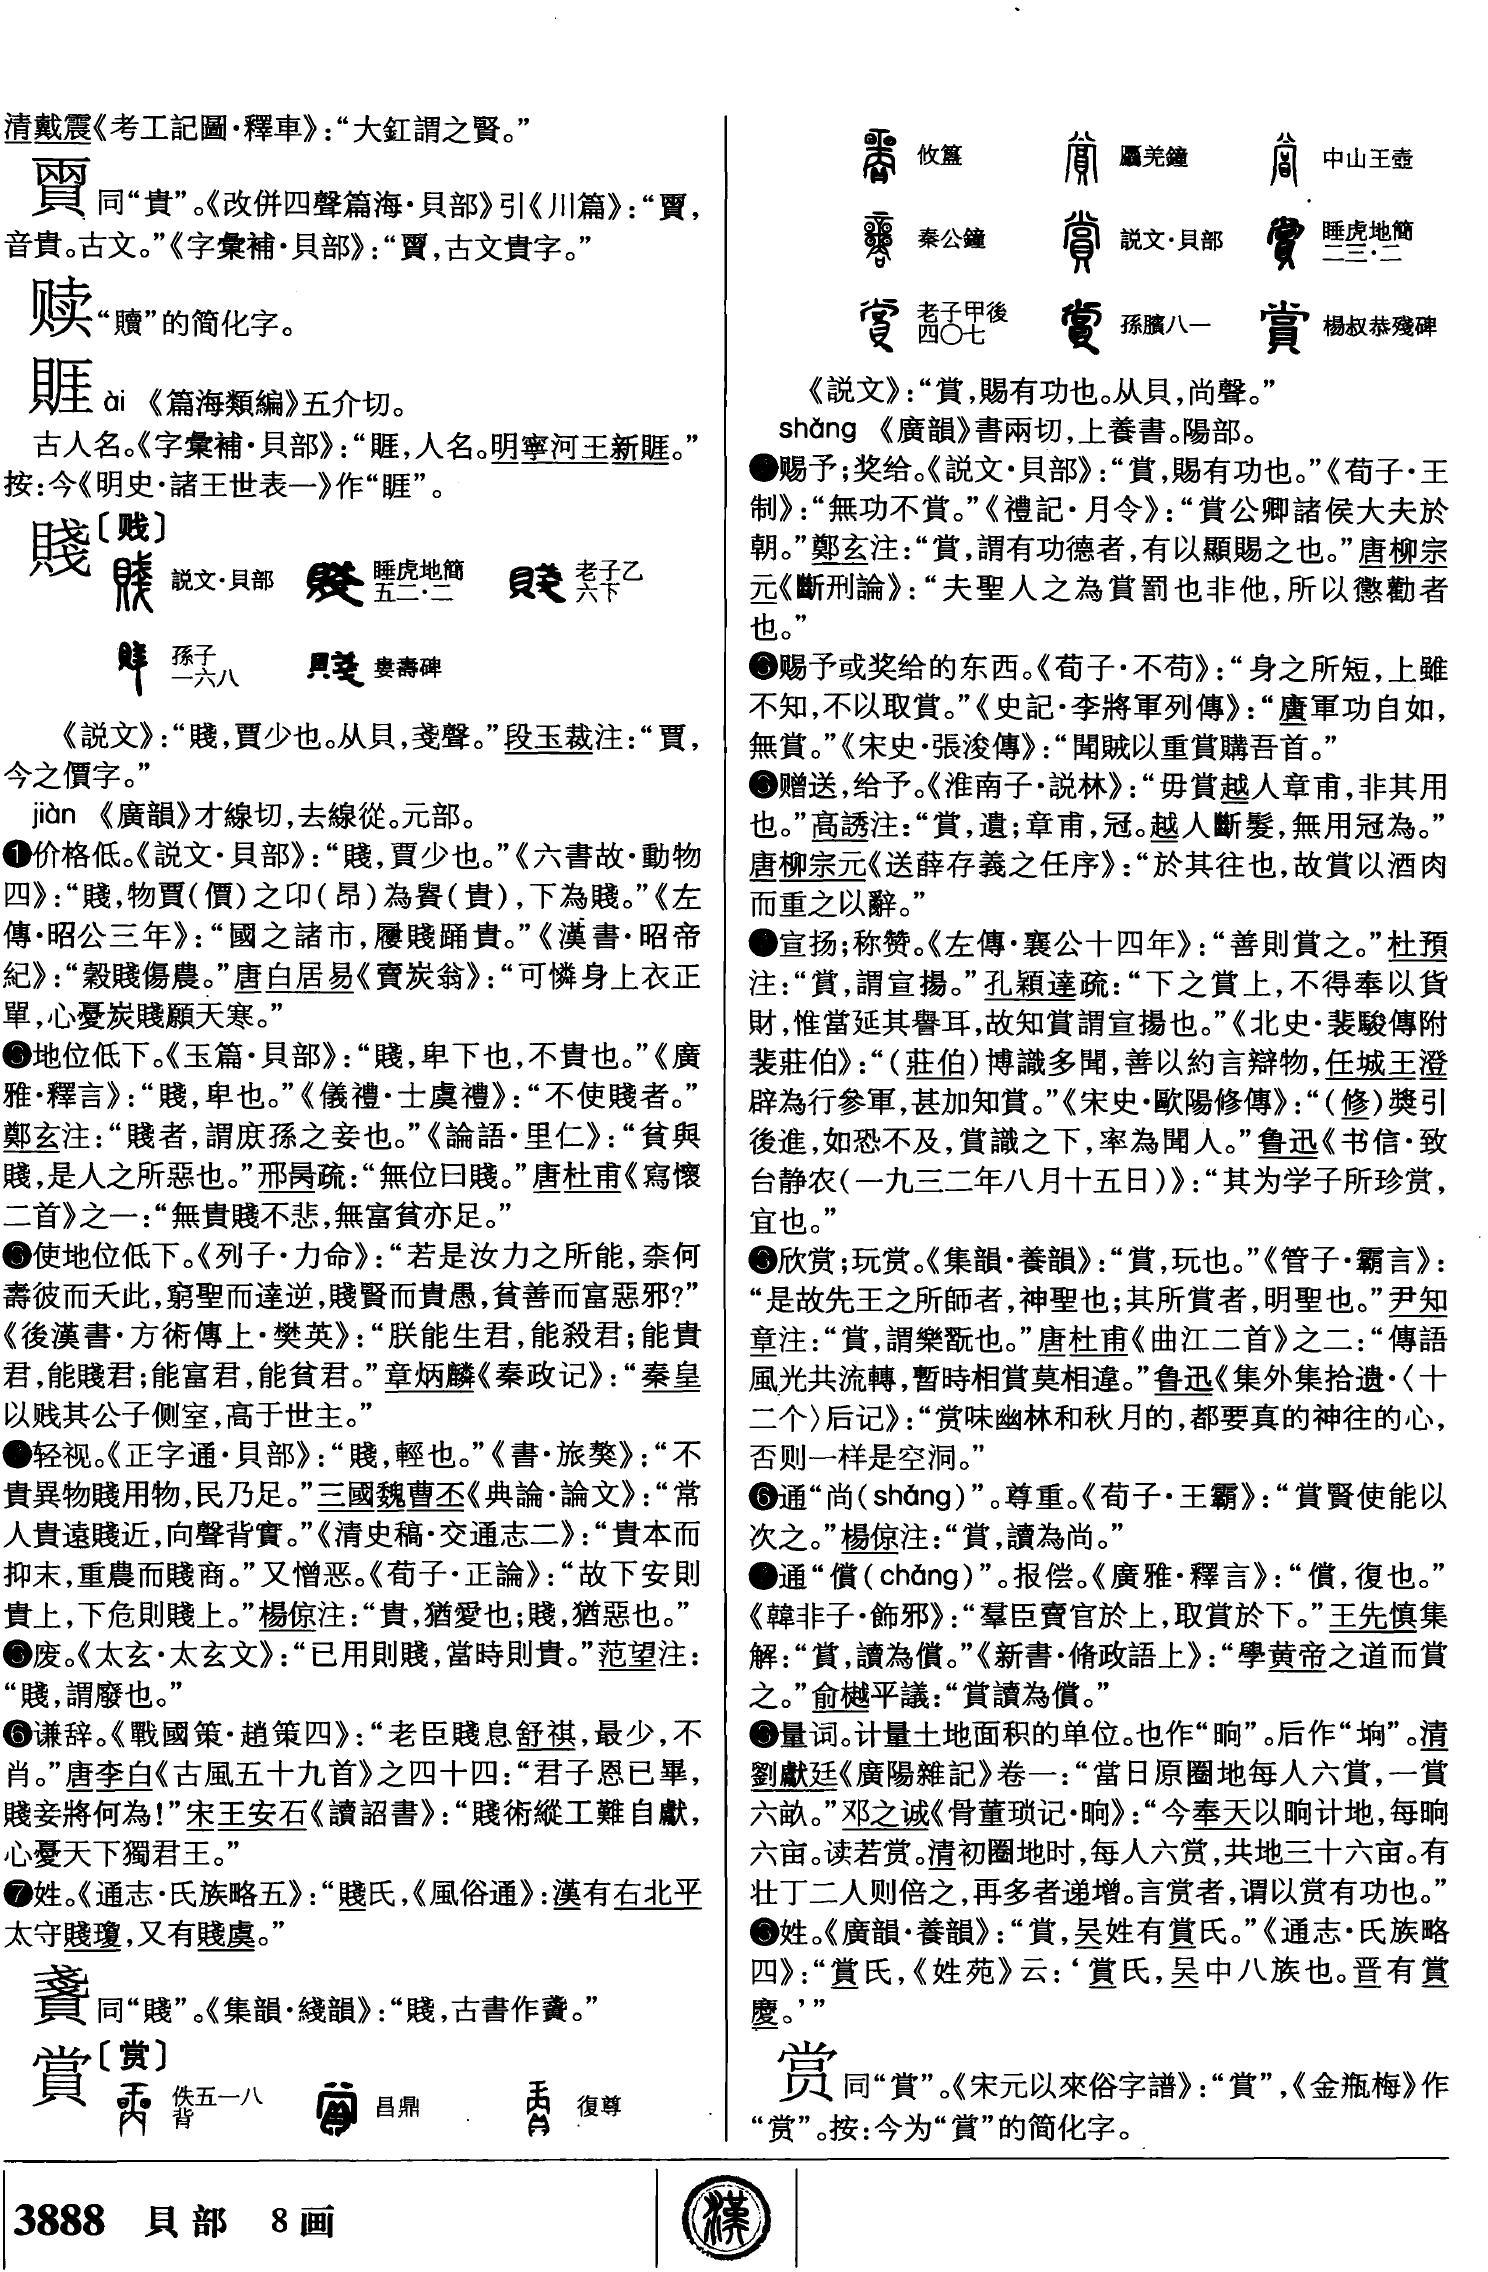 清戴震《考工記圖·釋車》：“大釭謂之賢。”
同“貴”。《改併四聲篇海·貝部》引《川篇》：“
音貴。古文。”《字彙補·貝部》：“，古文貴字。”
赎 “贖”的简化字。
ài 《篇海類編》五介切。
古人名。《字彙補·貝部》：“，人名。明寧河王新。”
按：今《明史·諸王世表一》作“”。
賤〔贱〕
説文·貝部 睡虎地簡五二·二 老子乙六下
孫子一六八 婁壽碑
《説文》：“賤，賈少也。从貝，戔聲。”段玉裁注：“賈，
今之價字。”
jiàn 《廣韻》才線切，去線從。元部。
❶价格低。《説文·貝部》：“賤，賈少也。”《六書故·動物
四》：“賤，物賈(價)之卬(昂)為貴(貴)，下為賤。”《左
傳·昭公三年》：“國之諸市，屨賤踊貴。”《漢書·昭帝
紀》：“穀賤傷農。”唐白居易《賣炭翁》：“可憐身上衣正
單，心憂炭賤願天寒。”
❷地位低下。《玉篇·貝部》：“賤，卑下也，不貴也。”《廣
雅·釋言》：“賤，卑也。”《儀禮·士虞禮》：“不使賤者。”
鄭玄注：“賤者，謂庶孫之妾也。”《論語·里仁》：“貧與
賤，是人之所惡也。”邢昺疏：“無位曰賤。”唐杜甫《寫懷
二首》之一：“無貴賤不悲，無富貧亦足。”
❸使地位低下。《列子·力命》：“若是汝力之所能，柰何
壽彼而夭此，窮聖而達逆，賤賢而貴愚，貧善而富惡邪?”
《後漢書·方術傳上·樊英》：“朕能生君，能殺君；能貴
君，能賤君；能富君，能貧君。”章炳麟《秦政记》：“秦皇
以贱其公子侧室，高于世主。”
❹轻视。《正字通·貝部》：“賤，輕也。”《書·旅獒》：“不
貴異物賤用物，民乃足。”三國魏曹丕《典論·論文》：“常
人貴遠賤近，向聲背實。”《清史稿·交通志二》：“貴本而
抑末，重農而賤商。”又憎恶。《荀子·正論》：“故下安則
貴上，下危則賤上。”楊倞注：“貴，猶愛也；賤，猶惡也。”
❺废。《太玄·太玄文》：“已用則賤，當時則貴。”范望注：
“賤，謂廢也。”
❻谦辞。《戰國策·趙策四》：“老臣賤息舒祺，最少，不
肖。”唐李白《古風五十九首》之四十四：“君子恩已畢，
賤妾將何為！”宋王安石《讀詔書》：“賤術縱工難自獻，
心憂天下獨君王。”
❼姓。《通志·氏族略五》：“賤氏，《風俗通》：漢有右北平
太守賤瓊，又有賤虞。”
同“賤”。《集韻·綫韻》：“賤，古書作。”
賞〔赏〕
佚五一八背 昌鼎 復尊
攸簋 驫羌鐘 中山王壺
秦公鐘 説文·貝部 睡虎地簡二三·二
老子甲後四〇七 孫臏八一 楊叔恭殘碑
《説文》：“賞，賜有功也。从貝，尚聲。”
shǎng 《廣韻》書兩切，上養書。陽部。
❶赐予；奖给。《説文·貝部》：“賞，賜有功也。”《荀子·王
制》：“無功不賞。”《禮記·月令》：“賞公卿諸侯大夫於
朝。”鄭玄注：“賞，謂有功德者，有以顯賜之也。”唐柳宗
元《斷刑論》：“夫聖人之為賞罰也非他，所以懲勸者
也。”
❷赐予或奖给的东西。《荀子·不苟》：“身之所短，上雖
不知，不以取賞。”《史記·李將軍列傳》：“廣軍功自如，
無賞。”《宋史·張浚傳》：“聞賊以重賞購吾首。”
❸赠送，给予。《淮南子·説林》：“毋賞越人章甫，非其用
也。”高誘注：“賞，遺；章甫，冠。越人斷髮，無用冠為。”
唐柳宗元《送薛存義之任序》：“於其往也，故賞以酒肉
而重之以辭。”
❹宣扬；称赞。《左傳·襄公十四年》：“善則賞之。”杜預
注：“賞，謂宣揚。”孔穎達疏：“下之賞上，不得奉以貨
財，惟當延其譽耳，故知賞謂宣揚也。”《北史·裴駿傳附
裴莊伯》：“(莊伯)博識多聞，善以約言辯物，任城王澄
辟為行參軍，甚加知賞。”《宋史·歐陽修傳》：“(修)獎引
後進，如恐不及，賞識之下，率為聞人。”鲁迅《书信·致
台静农(一九三二年八月十五日)》：“其为学子所珍赏，
宜也。”
❺欣赏；玩赏。《集韻·養韻》：“賞，玩也。”《管子·霸言》：
“是故先王之所師者，神聖也；其所賞者，明聖也。”尹知
章注：“賞，謂樂翫也。”唐杜甫《曲江二首》之二：“傳語
風光共流轉，暫時相賞莫相違。”鲁迅《集外集拾遗·〈十
二个〉后记》：“赏味幽林和秋月的，都要真的神往的心，
否则一样是空洞。”
❻通“尚(shǎng)”。尊重。《荀子·王霸》：“賞賢使能以
次之。”楊倞注：“賞，讀為尚。”
❼通“償(chǎng)”。报偿。《廣雅·釋言》：“償，復也。”
《韓非子·飾邪》：“羣臣賣官於上，取賞於下。”王先慎集
解：“賞，讀為償。”《新書·脩政語上》：“學黄帝之道而賞
之。”俞樾平議：“賞讀為償。”
❽量词。计量土地面积的单位。也作“晌”。后作“垧”。清
劉獻廷《廣陽雜記》卷一：“當日原圈地每人六賞，一賞
六畝。”邓之诚《骨董琐记·晌》：“今奉天以晌计地，每晌
六亩。读若赏。清初圈地时，每人六赏，共地三十六亩。有
壮丁二人则倍之，再多者递增。言赏者，谓以赏有功也。”
❾姓。《廣韻·養韻》：“賞，吴姓有賞氏。”《通志·氏族略
四》：“賞氏，《姓苑》云：‘賞氏，吴中八族也。晋有賞
慶。’”
赏 同“賞”。《宋元以來俗字譜》：“賞”，《金瓶梅》作
“赏”。按：今为“賞”的简化字。
3888 貝部 8画
漢